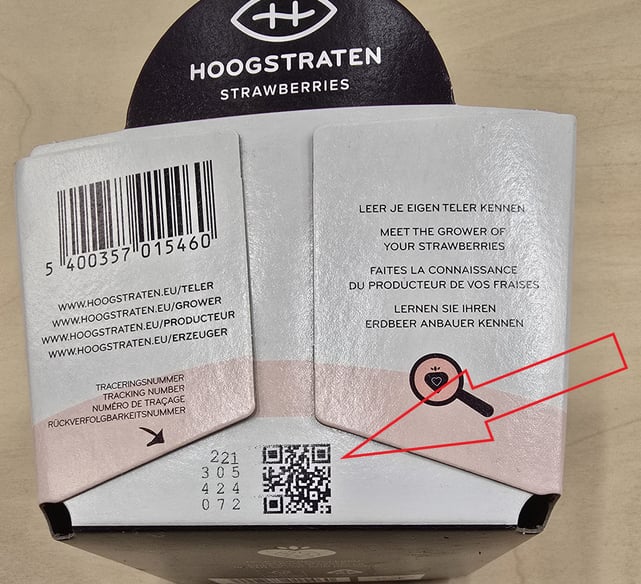 HOOGSTRATEN
STRAWBERRIES
5 400357 015460
WWW.HOOGSTRATEN.EU/TELER
WWW.HOOGSTRATEN.EU/GROWER
WWW.HOOGSTRATEN.EU/PRODUCTEUR
WWW.HOOGSTRATEN.EU/ERZEUGER
TRACERINGSNUMMER
TRACKING NUMBER
NUMÉRO DE TRAÇAGE
RÜCKVERFOLGBARKEITSNUMMER
LEER JE EIGEN TELER KENNEN
MEET THE GROWER OF
YOUR STRAWBERRIES
FAITES LA CONNAISSANCE
DU PRODUCTEUR DE VOS FRAISES
LERNEN SIE IHREN
ERDBEER ANBAUER KENNEN
221
305
424
072